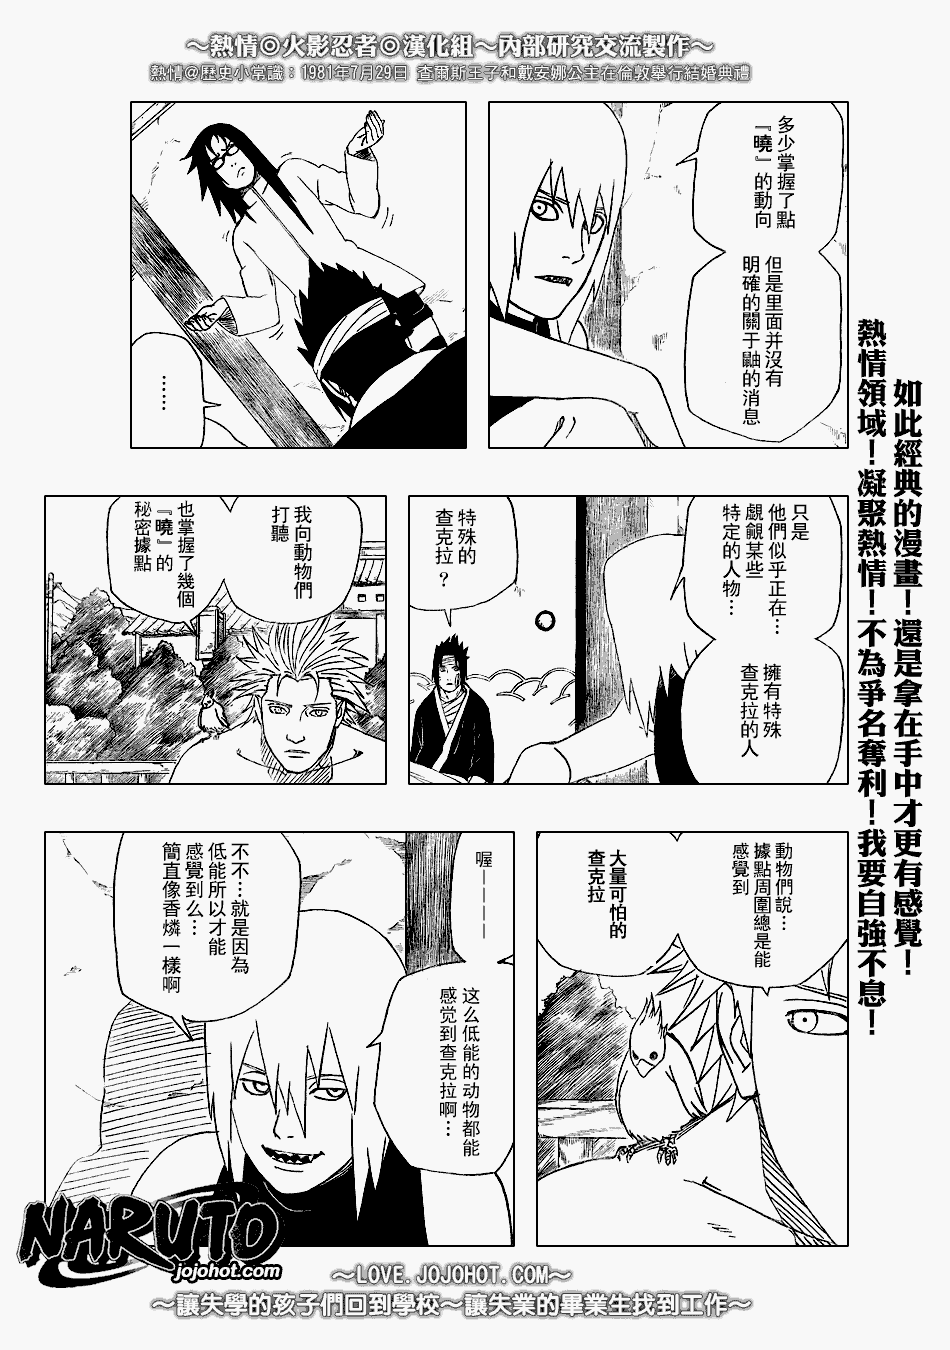 ～熱情◎火影忍者◎漢化組～內部研究交流製作～
熱情@歷史小常識：1981年7月29日 查爾斯王子和戴安娜公主在倫敦舉行結婚典禮
多少掌握了點
『曉』的動向
但是里面并沒有
明確的關于鼬的消息
……
只是
他們似乎正在…
覷覦某些
特定的人物…
擁有特殊
查克拉的人
特殊的
查克拉
?
我向動物們
打聽
也掌握了幾個
『曉』的
秘密據點
動物們說…
據點周圍總是能
感覺到
大量可怕的
查克拉
喔————
这么低能的动物都能
感觉到查克拉啊…
不不…就是因為
低能所以才能
感覺到么…
簡直像香燐一樣啊
如此經典的漫畫！還是拿在手中才更有感覺！
熱情領域！凝聚熱情！不為爭名奪利！我要自強不息！
NARUTO
jojohot.com
～LOVE.JOJOHOT.COM～
～讓失學的孩子們回到學校～讓失業的畢業生找到工作～